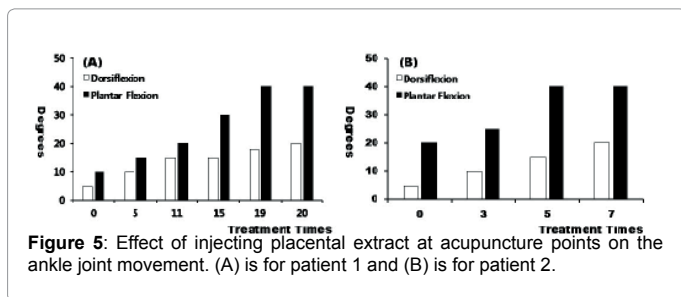 (A)
50
40
30
20
10
0
Degrees
Dorsiflexion
Plantar Flexion
0 5 11 15 19 20
Treatment Times
(B)
50
40
30
20
10
0
Degrees
Dorsiflexion
Plantar Flexion
0 3 5 7
Treatment Times
Figure 5: Effect of injecting placental extract at acupuncture points on the
ankle joint movement. (A) is for patient 1 and (B) is for patient 2.